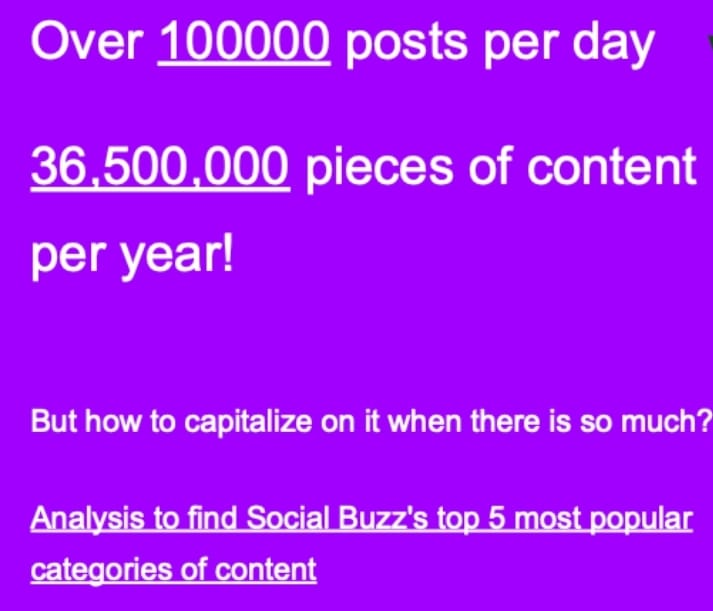 Over 100000 posts per day
36,500,000 pieces of content
per year!
But how to capitalize on it when there is so much?
Analysis to find Social Buzz's top 5 most popular
categories of content